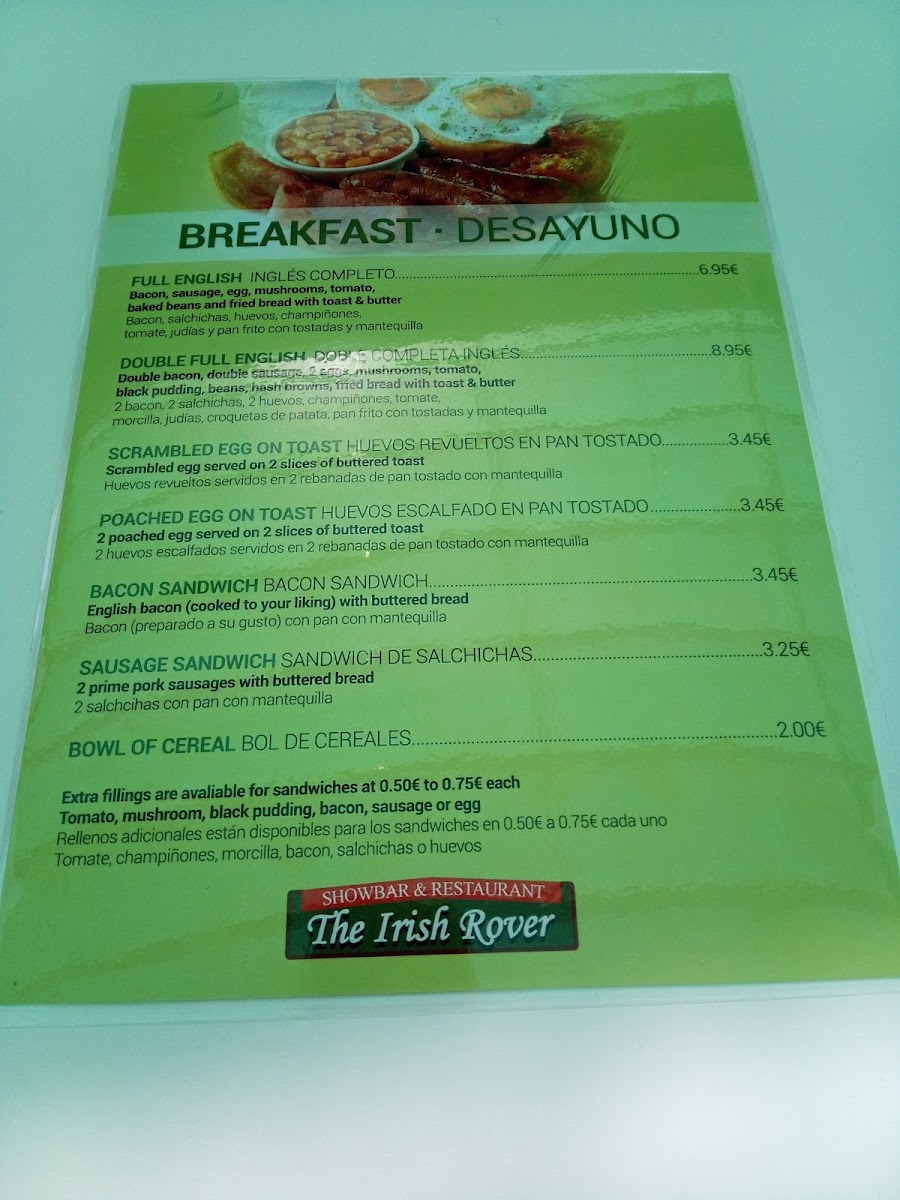 BREAKFAST · DESAYUNO
FULL ENGLISH INGLÉS COMPLETO....................6.95€
Bacon, sausage, egg, mushrooms, tomato,
baked beans and fried bread with toast & butter
Bacon, salchichas, huevos, champiñones,
tomate, judías y pan frito con tostadas y mantequilla
DOUBLE FULL ENGLISH DOBLE COMPLETA INGLÉS....................8.95€
Double bacon, double sausage, 2 eggs, mushrooms, tomato,
black pudding, beans, hash browns, fried bread with toast & butter
2 bacon, 2 salchichas, 2 huevos, champiñones, tomate,
morcilla, judías, croquetas de patata, pan frito con tostadas y mantequilla
SCRAMBLED EGG ON TOAST HUEVOS REVUELTOS EN PAN TOSTADO...............3.45€
Scrambled egg served on 2 slices of buttered toast
Huevos revueltos servidos en 2 rebanadas de pan tostado con mantequilla
POACHED EGG ON TOAST HUEVOS ESCALFADO EN PAN TOSTADO....................3.45€
2 poached egg served on 2 slices of buttered toast
2 huevos escalfados servidos en 2 rebanadas de pan tostado con mantequilla
BACON SANDWICH BACON SANDWICH....................3.45€
English bacon (cooked to your liking) with buttered bread
Bacon (preparado a su gusto) con pan con mantequilla
SAUSAGE SANDWICH SANDWICH DE SALCHICHAS....................3.25€
2 prime pork sausages with buttered bread
2 salchcihas con pan con mantequilla
BOWL OF CEREAL BOL DE CEREALES....................2.00€
Extra fillings are avaliable for sandwiches at 0.50€ to 0.75€ each
Tomato, mushroom, black pudding, bacon, sausage or egg
Rellenos adicionales están disponibles para los sandwiches en 0.50€ a 0.75€ cada uno
Tomate, champiñones, morcilla, bacon, salchichas o huevos
SHOWBAR & RESTAURANT
The Irish Rover